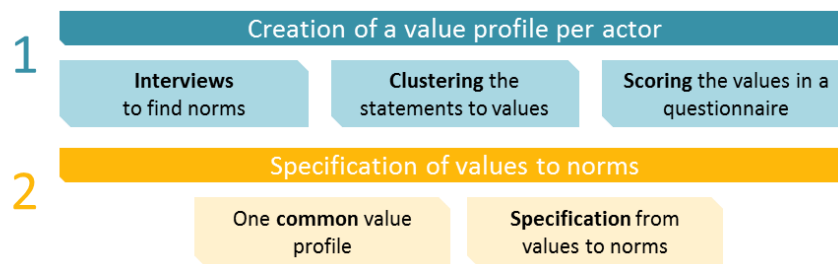 1
Creation of a value profile per actor
Interviews
to find norms
Clustering the
statements to values
Scoring the values in a
questionnaire
2
Specification of values to norms
One common value
profile
Specification from
values to norms